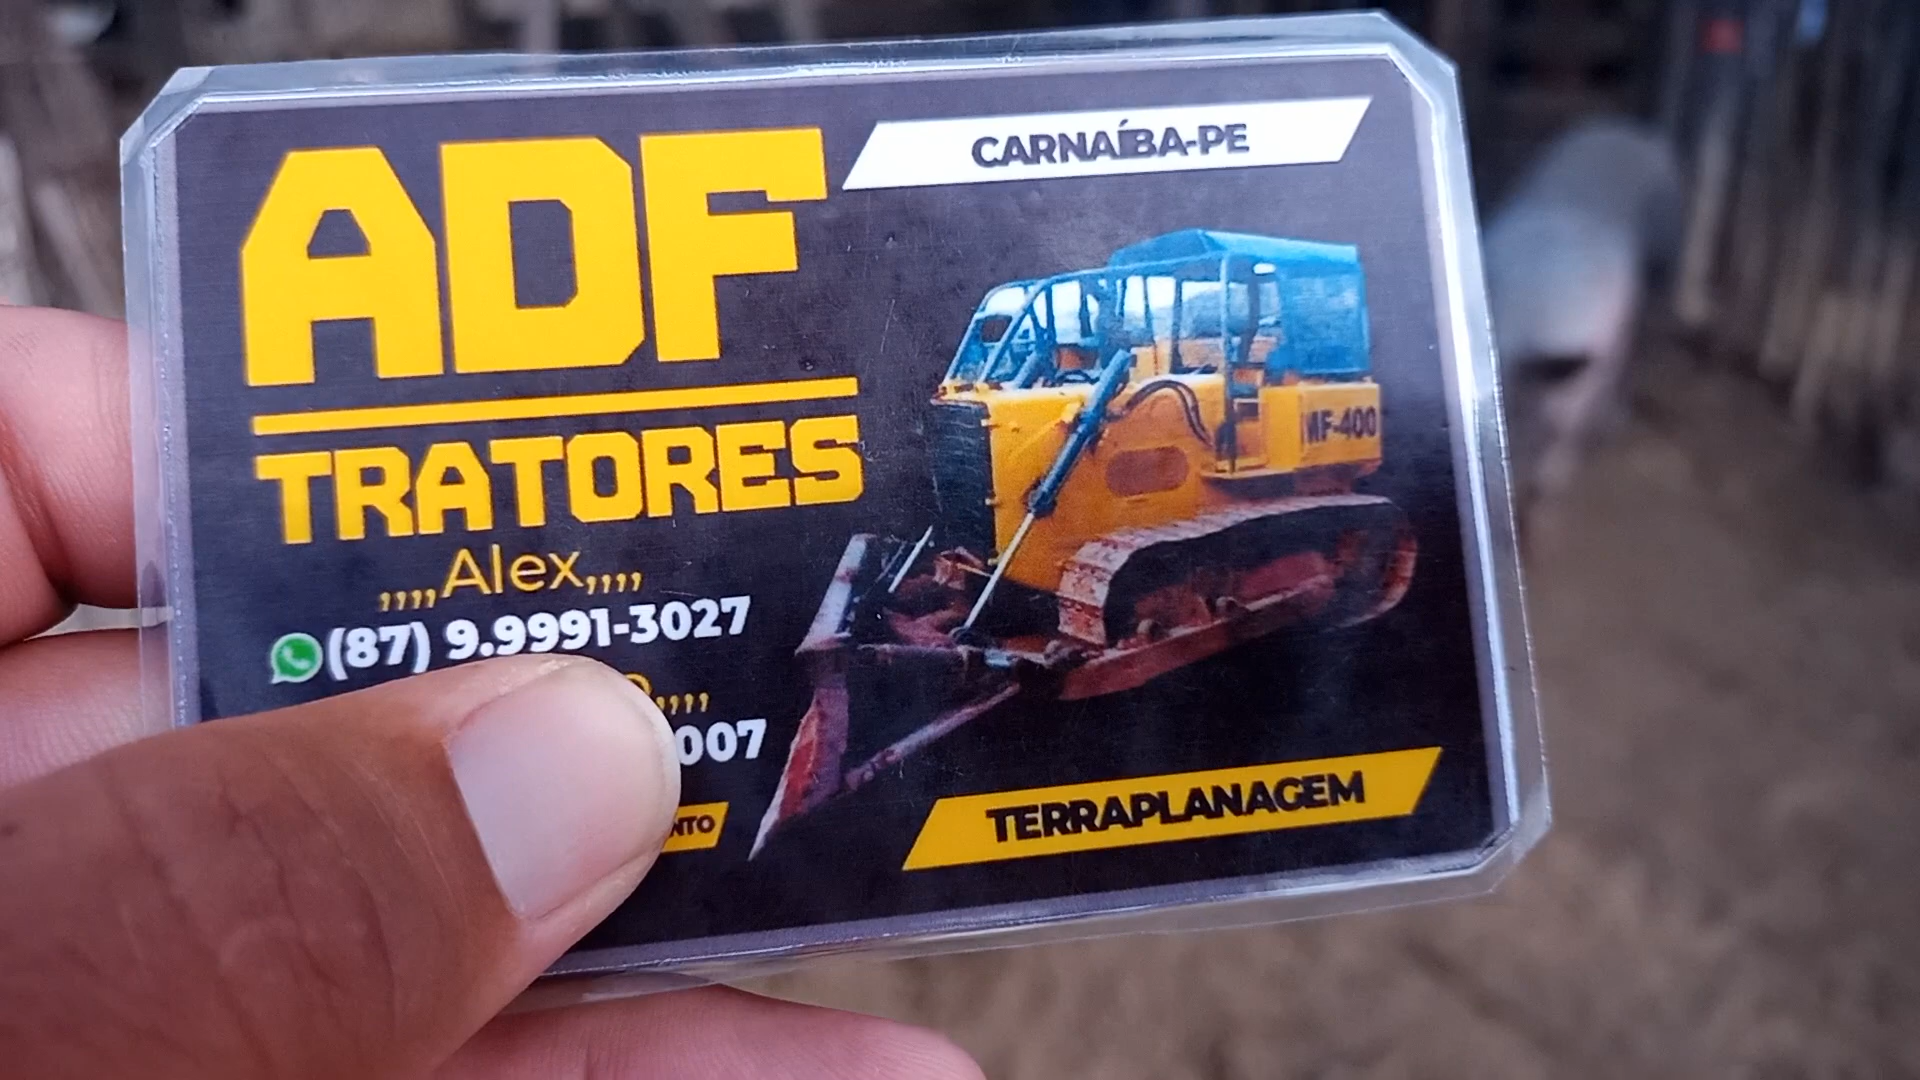 ADF
TRATORES
,,,,Alex,,,,
(87) 9.9991-3027
,,,,
007
CARNAÍBA-PE
MF-400
TERRAPLANAGEM